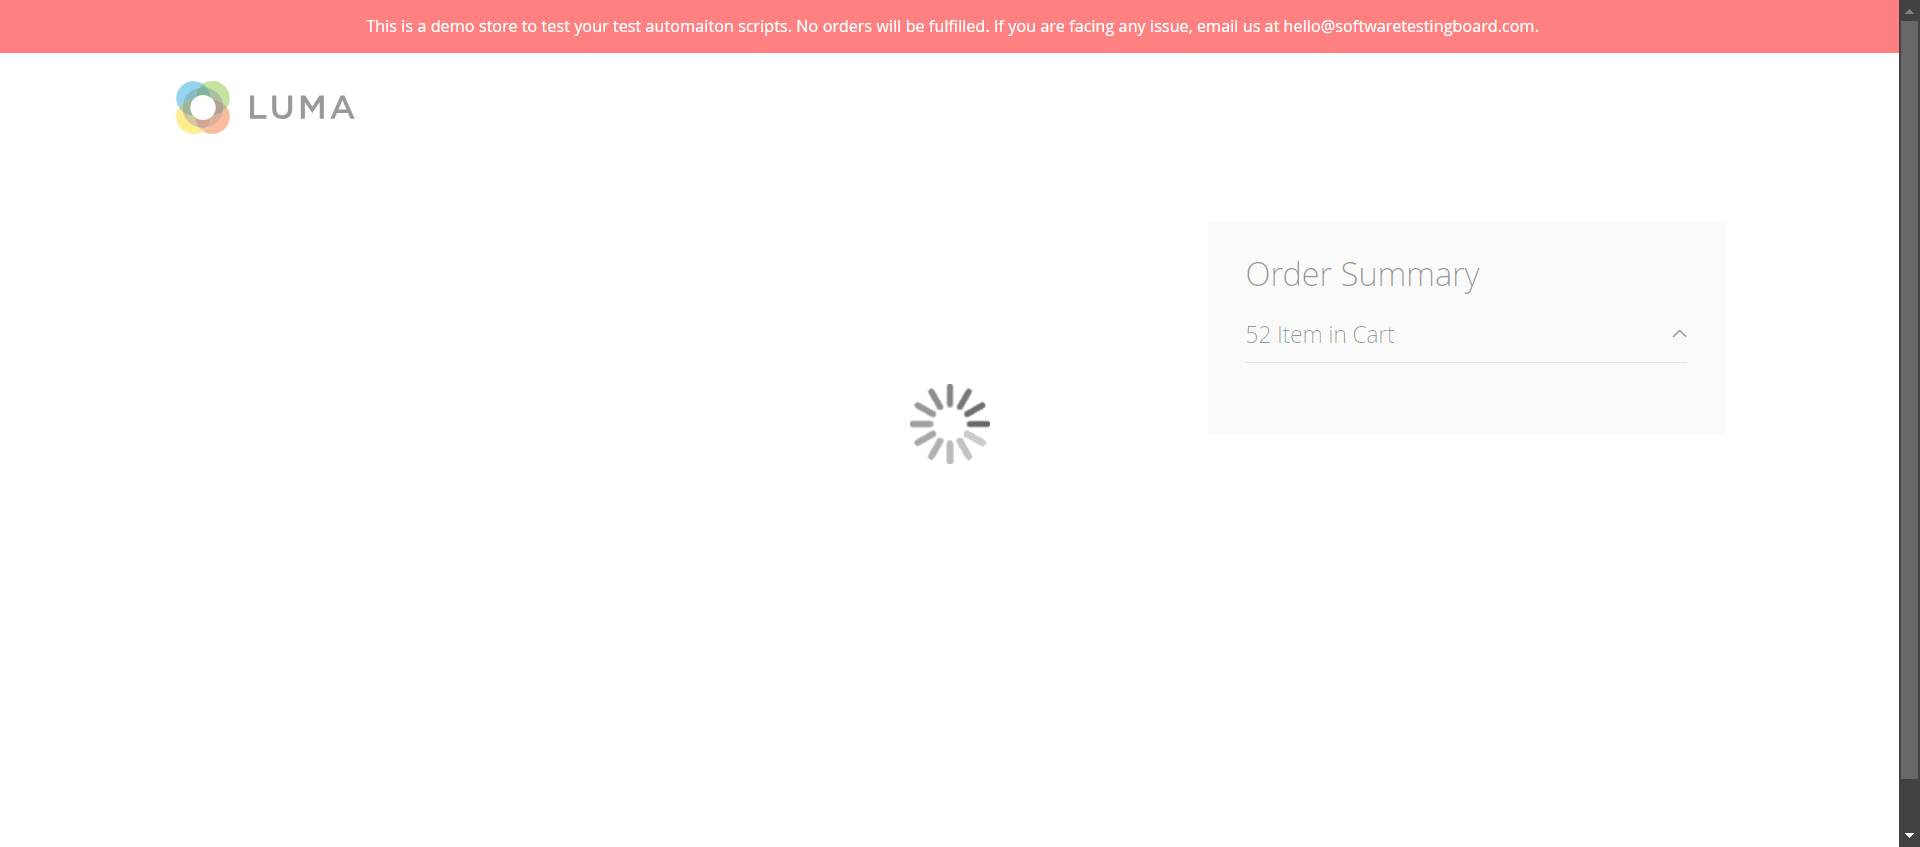 This is a demo store to test your test automaiton scripts. No orders will be fulfilled. If you are facing any issue, email us at hello@softwaretestingboard.com.
LUMA
Order Summary
52 Item in Cart